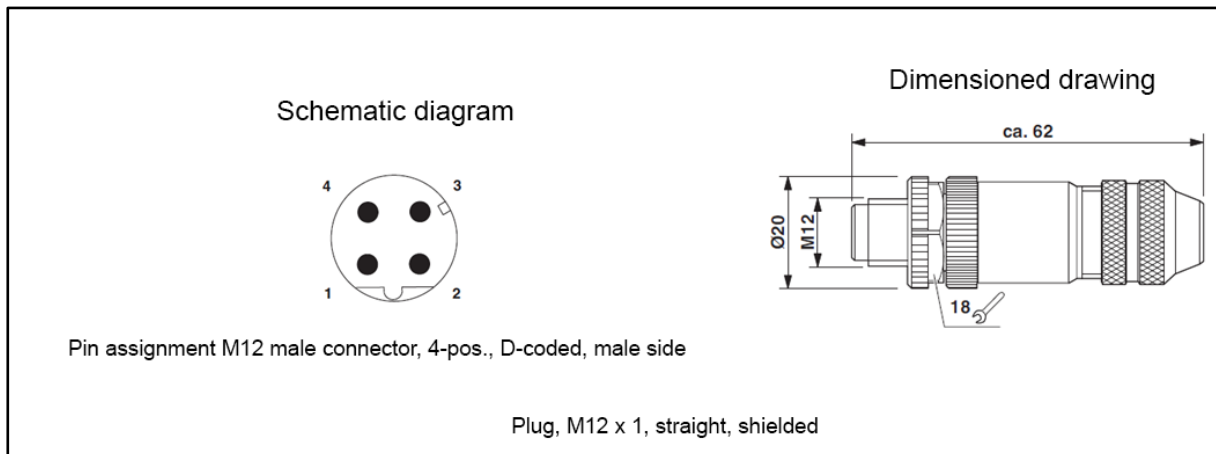 Schematic diagram
Dimensioned drawing
4
3
1
2
ca. 62
Ø20
M12
18
Pin assignment M12 male connector, 4-pos., D-coded, male side
Plug, M12 x 1, straight, shielded